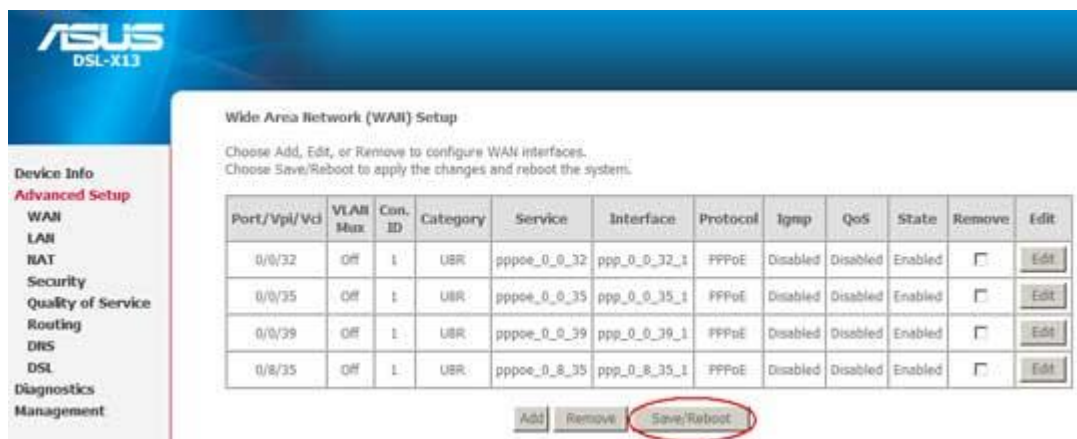 ASUS
DSL-X13
Device Info
Advanced Setup
WAN
LAN
NAT
Security
Quality of Service
Routing
DNS
DSL
Diagnostics
Management
Wide Area Network (WAN) Setup
Choose Add, Edit, or Remove to configure WAN interfaces.
Choose Save/Reboot to apply the changes and reboot the system.
Port/Vpi/Vci VLAN Mux Con. ID Category Service Interface Protocol Igmp QoS State Remove Edit
0/0/32 Off 1 UBR pppoe_0_0_32 ppp_0_0_32_1 PPPoE Disabled Disabled Enabled Edit
0/0/35 Off 1 UBR pppoe_0_0_35 ppp_0_0_35_1 PPPoE Disabled Disabled Enabled Edit
0/0/39 Off 1 UBR pppoe_0_0_39 ppp_0_0_39_1 PPPoE Disabled Disabled Enabled Edit
0/8/35 Off 1 UBR pppoe_0_8_35 ppp_0_8_35_1 PPPoE Disabled Disabled Enabled Edit
Add Remove Save/Reboot